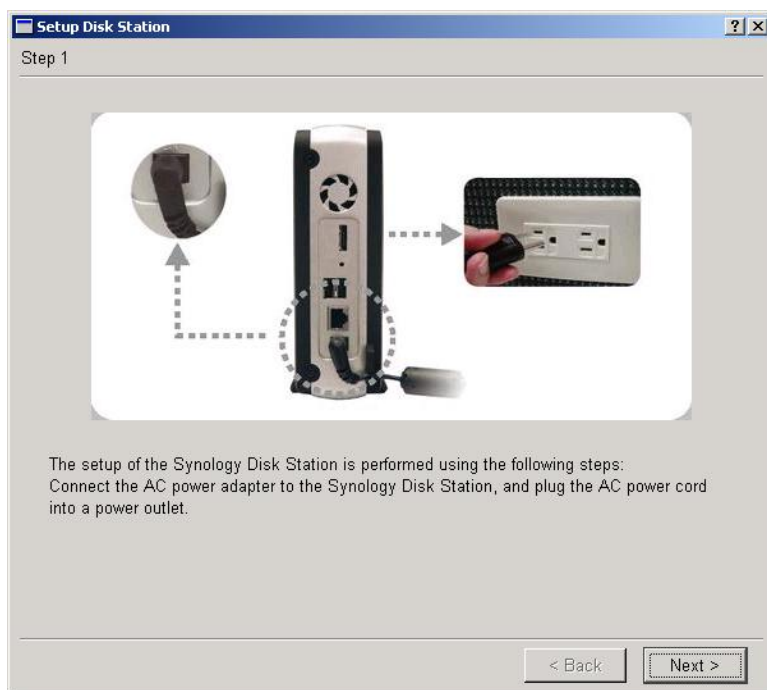 Setup Disk Station
Step 1
The setup of the Synology Disk Station is performed using the following steps:
Connect the AC power adapter to the Synology Disk Station, and plug the AC power cord
into a power outlet.
< Back
Next >